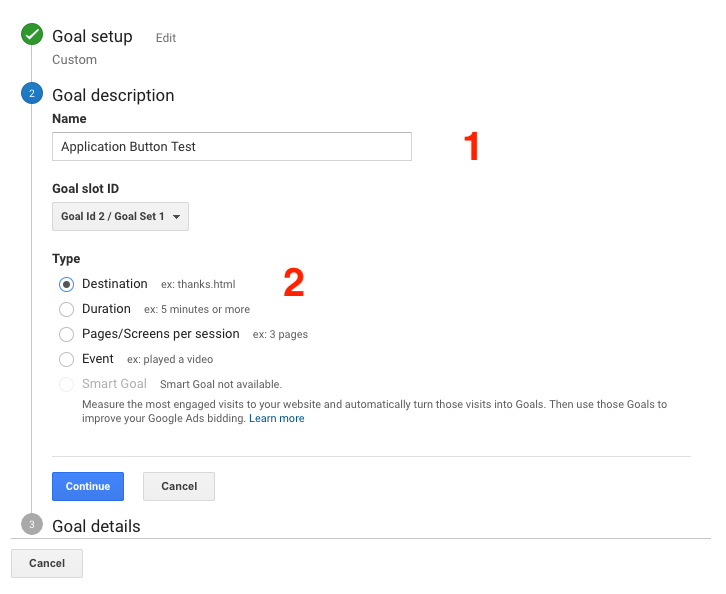 Goal setup Edit
Custom
2 Goal description
Name
Application Button Test 1
Goal slot ID
Goal Id 2 / Goal Set 1
Type
Destination ex: thanks.html 2
Duration ex: 5 minutes or more
Pages/Screens per session ex: 3 pages
Event ex: played a video
Smart Goal Smart Goal not available.
Measure the most engaged visits to your website and automatically turn those visits into Goals. Then use those Goals to
improve your Google Ads bidding. Learn more
Continue Cancel
3 Goal details
Cancel